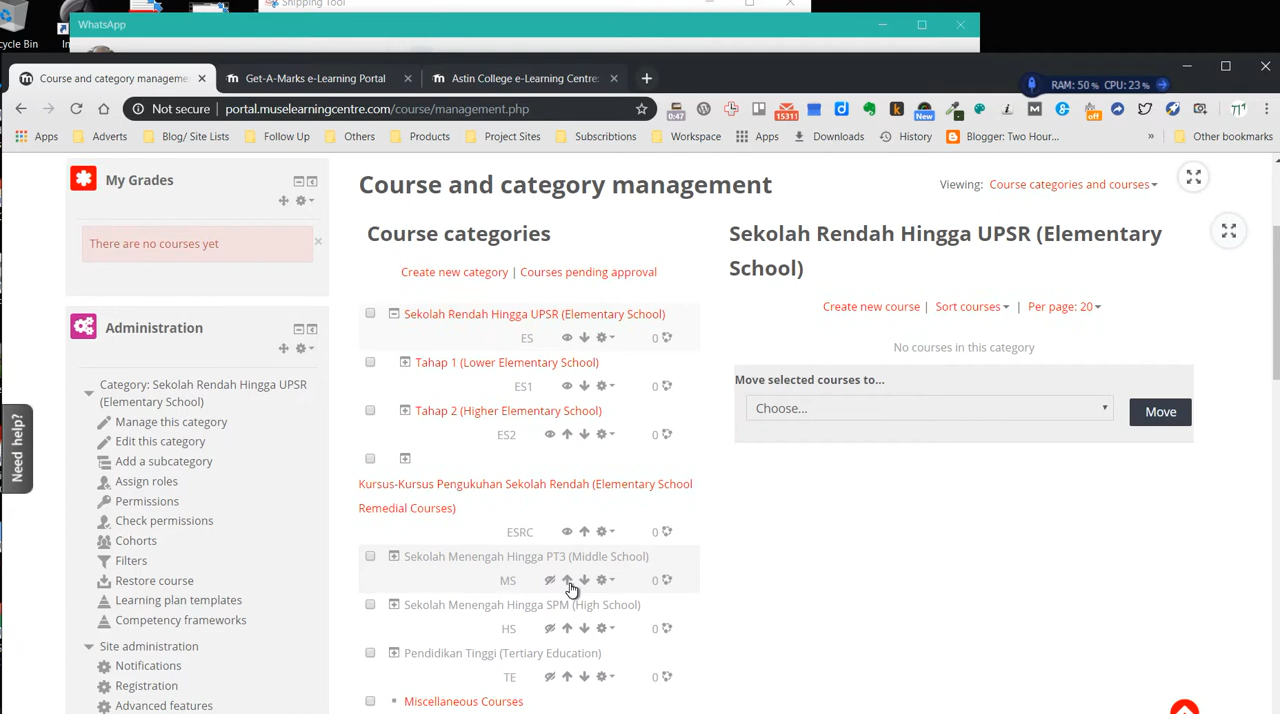 Snipping Tool
cycle Bin
In
WhatsApp
Course and category manageme
Get-A-Marks e-Learning Portal
Astin College e-Learning Centre:
RAM: 50 % CPU: 23 %
Not secure
portal.muselearningcentre.com/course/management.php
0:47
15311
New
off
Apps
Adverts
Blog/ Site Lists
Follow Up
Others
Products
Project Sites
Subscribtions
Workspace
Apps
Downloads
History
Blogger: Two Hour...
»
Other bookmarks
My Grades
There are no courses yet
Administration
Category: Sekolah Rendah Hingga UPSR
(Elementary School)
Manage this category
Edit this category
Add a subcategory
Assign roles
Permissions
Check permissions
Cohorts
Filters
Restore course
Learning plan templates
Competency frameworks
Site administration
Notifications
Registration
Advanced features
Need help?
Course and category management
Viewing: Course categories and courses
Course categories
Create new category | Courses pending approval
Sekolah Rendah Hingga UPSR (Elementary School)
ES 0
Tahap 1 (Lower Elementary School)
ES1 0
Tahap 2 (Higher Elementary School)
ES2 0
Kursus-Kursus Pengukuhan Sekolah Rendah (Elementary School
Remedial Courses)
ESRC 0
Sekolah Menengah Hingga PT3 (Middle School)
MS 0
Sekolah Menengah Hingga SPM (High School)
HS 0
Pendidikan Tinggi (Tertiary Education)
TE 0
Miscellaneous Courses
Sekolah Rendah Hingga UPSR (Elementary
School)
Create new course | Sort courses | Per page: 20
No courses in this category
Move selected courses to...
Choose...
Move